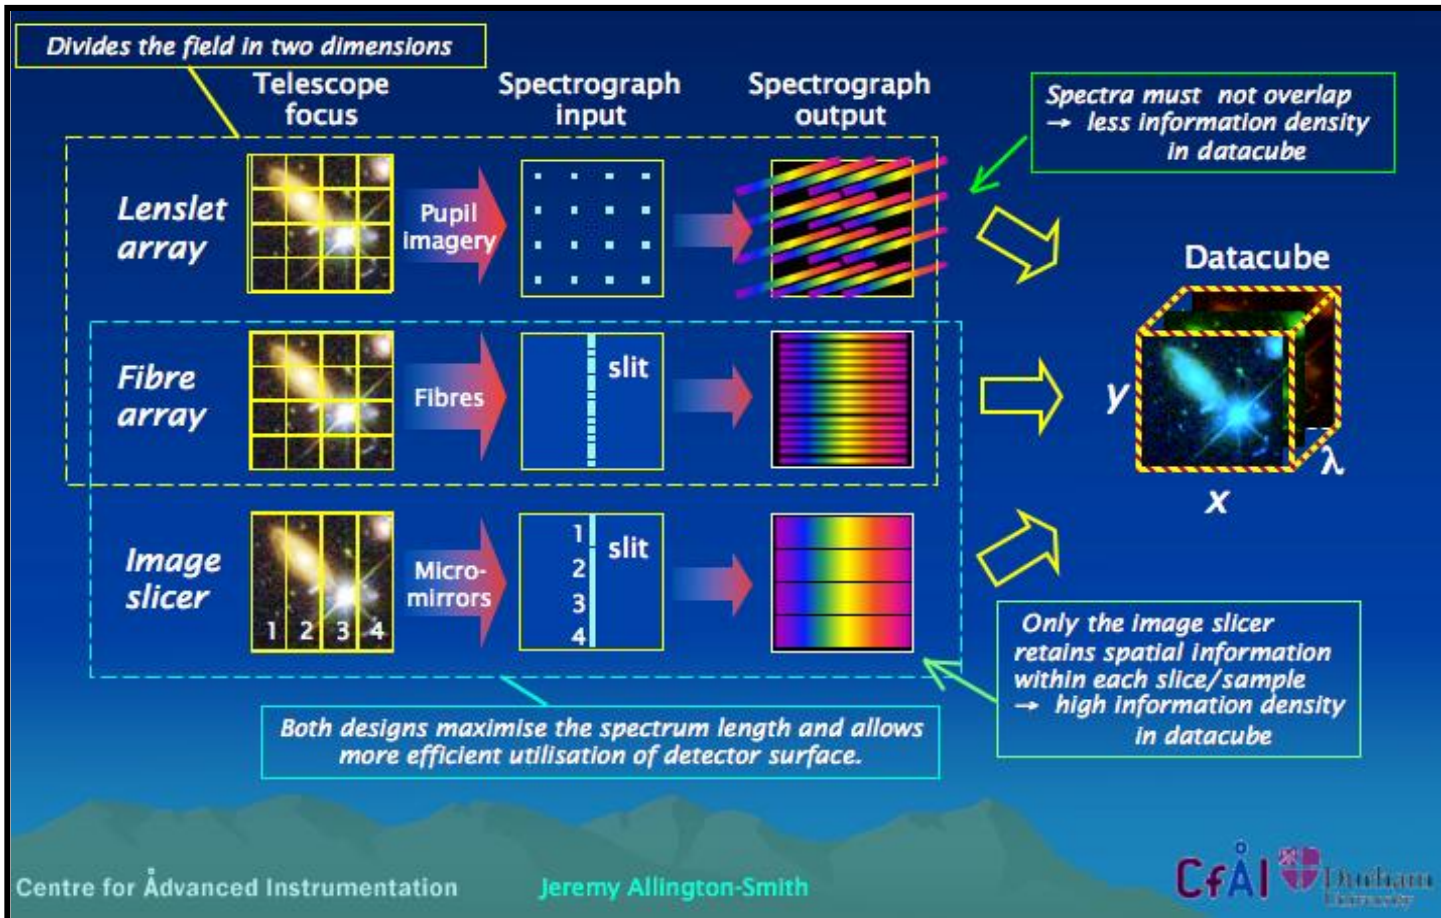 Divides the field in two dimensions
Telescope
focus
Spectrograph
input
Spectrograph
output
Spectra must not overlap
→ less information density
in datacube
Lenslet
array
Pupil
imagery
Datacube
Fibre
array
Fibres
slit
y
λ
x
Image
slicer
1 2 3 4
Micro-
mirrors
1
2
3
4
slit
Only the image slicer
retains spatial information
within each slice/sample
→ high information density
in datacube
Both designs maximise the spectrum length and allows
more efficient utilisation of detector surface.
Centre for Ådvanced Instrumentation
Jeremy Allington-Smith
CfÅI
Durham
University